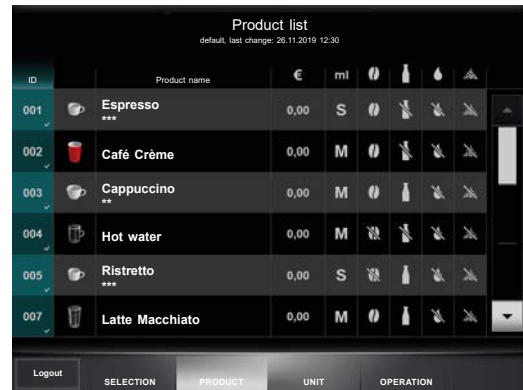 Product list
default, last change: 26.11.2019 12:30
ID Product name € ml
001 Espresso 0,00 S
***
002 Café Crème 0,00 M
003 Cappuccino 0,00 M
**
004 Hot water 0,00 M
005 Ristretto 0,00 S
***
007 Latte Macchiato 0,00 M
Logout SELECTION PRODUCT UNIT OPERATION